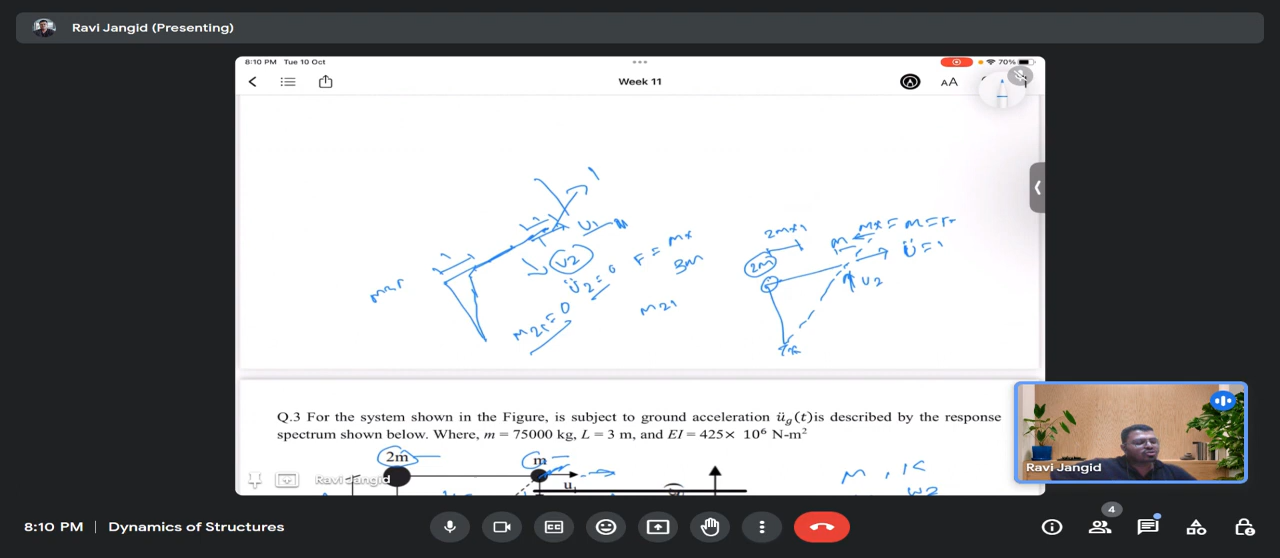 Ravi Jangid (Presenting)
8:10 PM Tue 10 Oct
70%
Week 11
AA
U1
U2
Ü2=0
F = mx
3m
m21=0
m21
2m×1
2m
m
Ü=1
U2
Q.3 For the system shown in the Figure, is subject to ground acceleration üg(t)is described by the response
spectrum shown below. Where, m = 75000 kg, L = 3 m, and EI = 425× 10⁶ N-m²
2m
m
u
M , K
Ravi Jangid
Ravi Jangid
8:10 PM | Dynamics of Structures
4